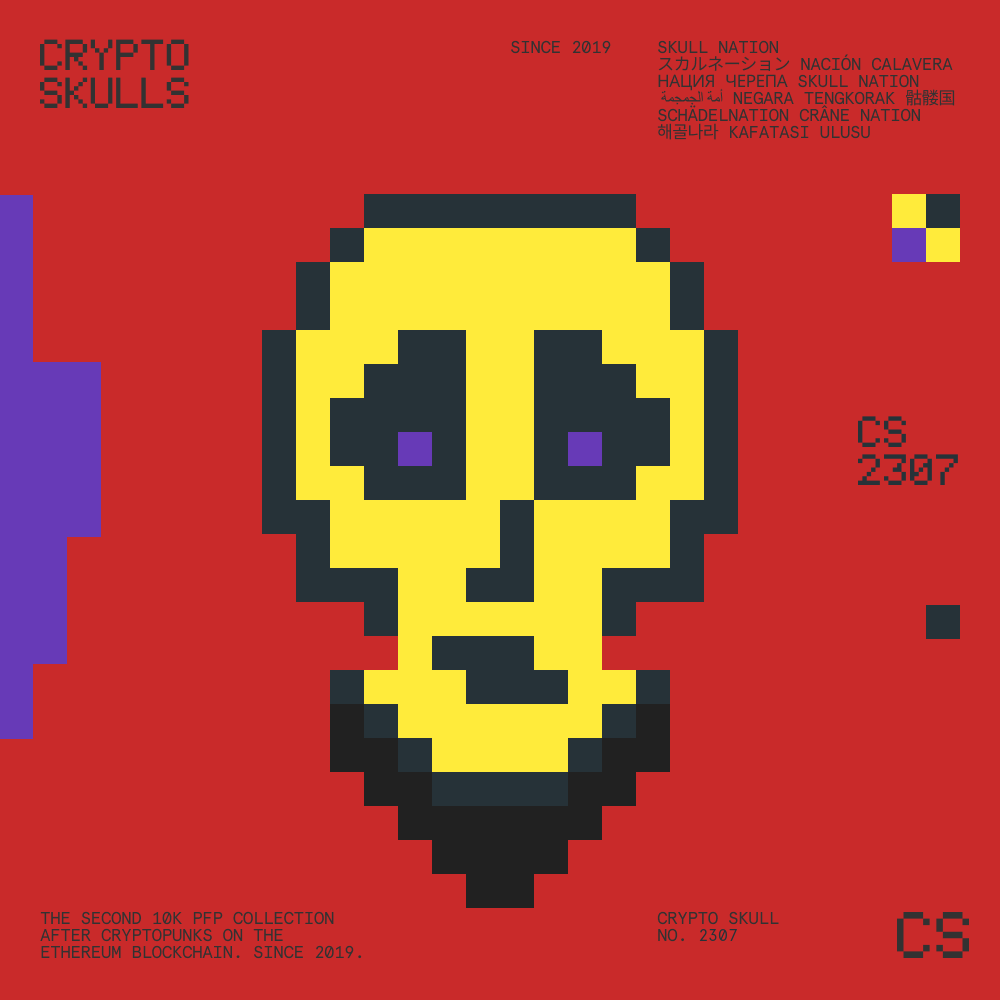 CRYPTO
SKULLS
SINCE 2019
SKULL NATION
スカルネーション NACIÓN CALAVERA
НАЦИЯ ЧЕРЕПА SKULL NATION
أمة الجمجمة NEGARA TENGKORAK 骷髅国
SCHÄDELNATION CRÂNE NATION
해골나라 KAFATASI ULUSU
CS
2307
THE SECOND 10K PFP COLLECTION
AFTER CRYPTOPUNKS ON THE
ETHEREUM BLOCKCHAIN. SINCE 2019.
CRYPTO SKULL
NO. 2307
CS